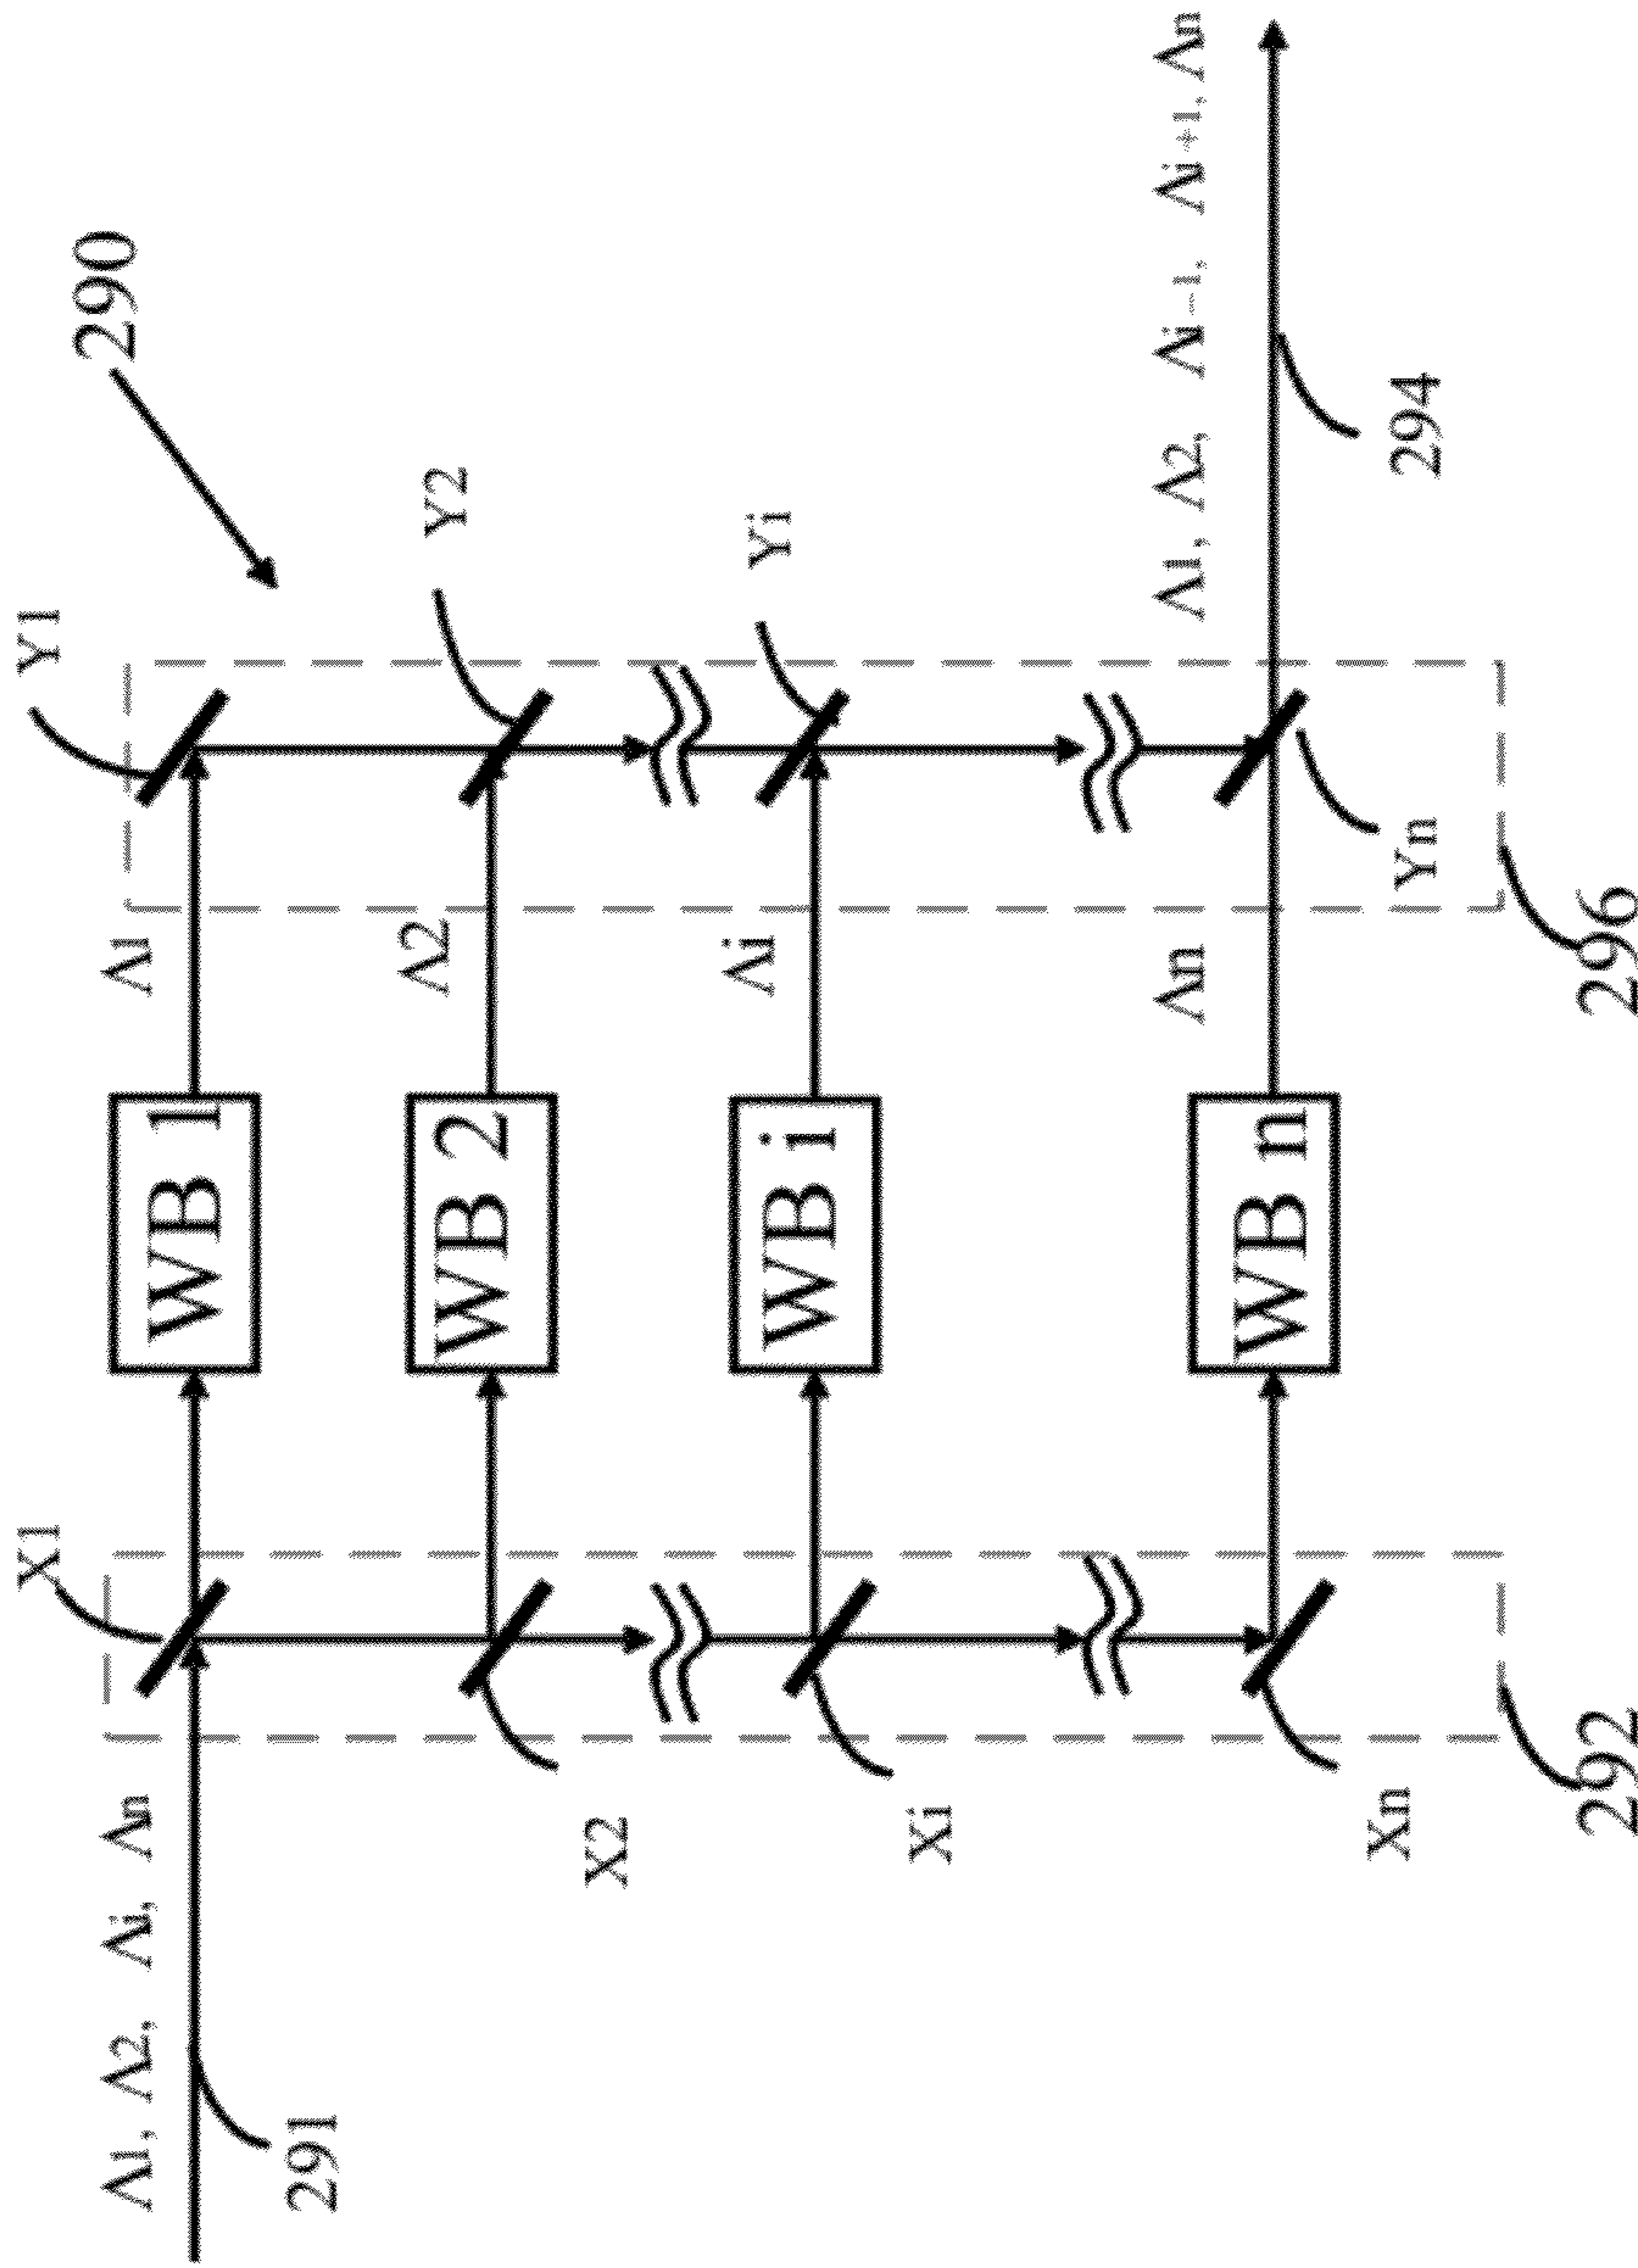 290
Y1
Y2
Yi
Yn
296
Λ1
Λ2
Λi
Λn
Λ1, Λ2, Λi−1, Λi+1, Λn
294
WB 1
WB 2
WB i
WB n
X1
X2
Xi
Xn
292
Λ1, Λ2, Λi, Λn
291